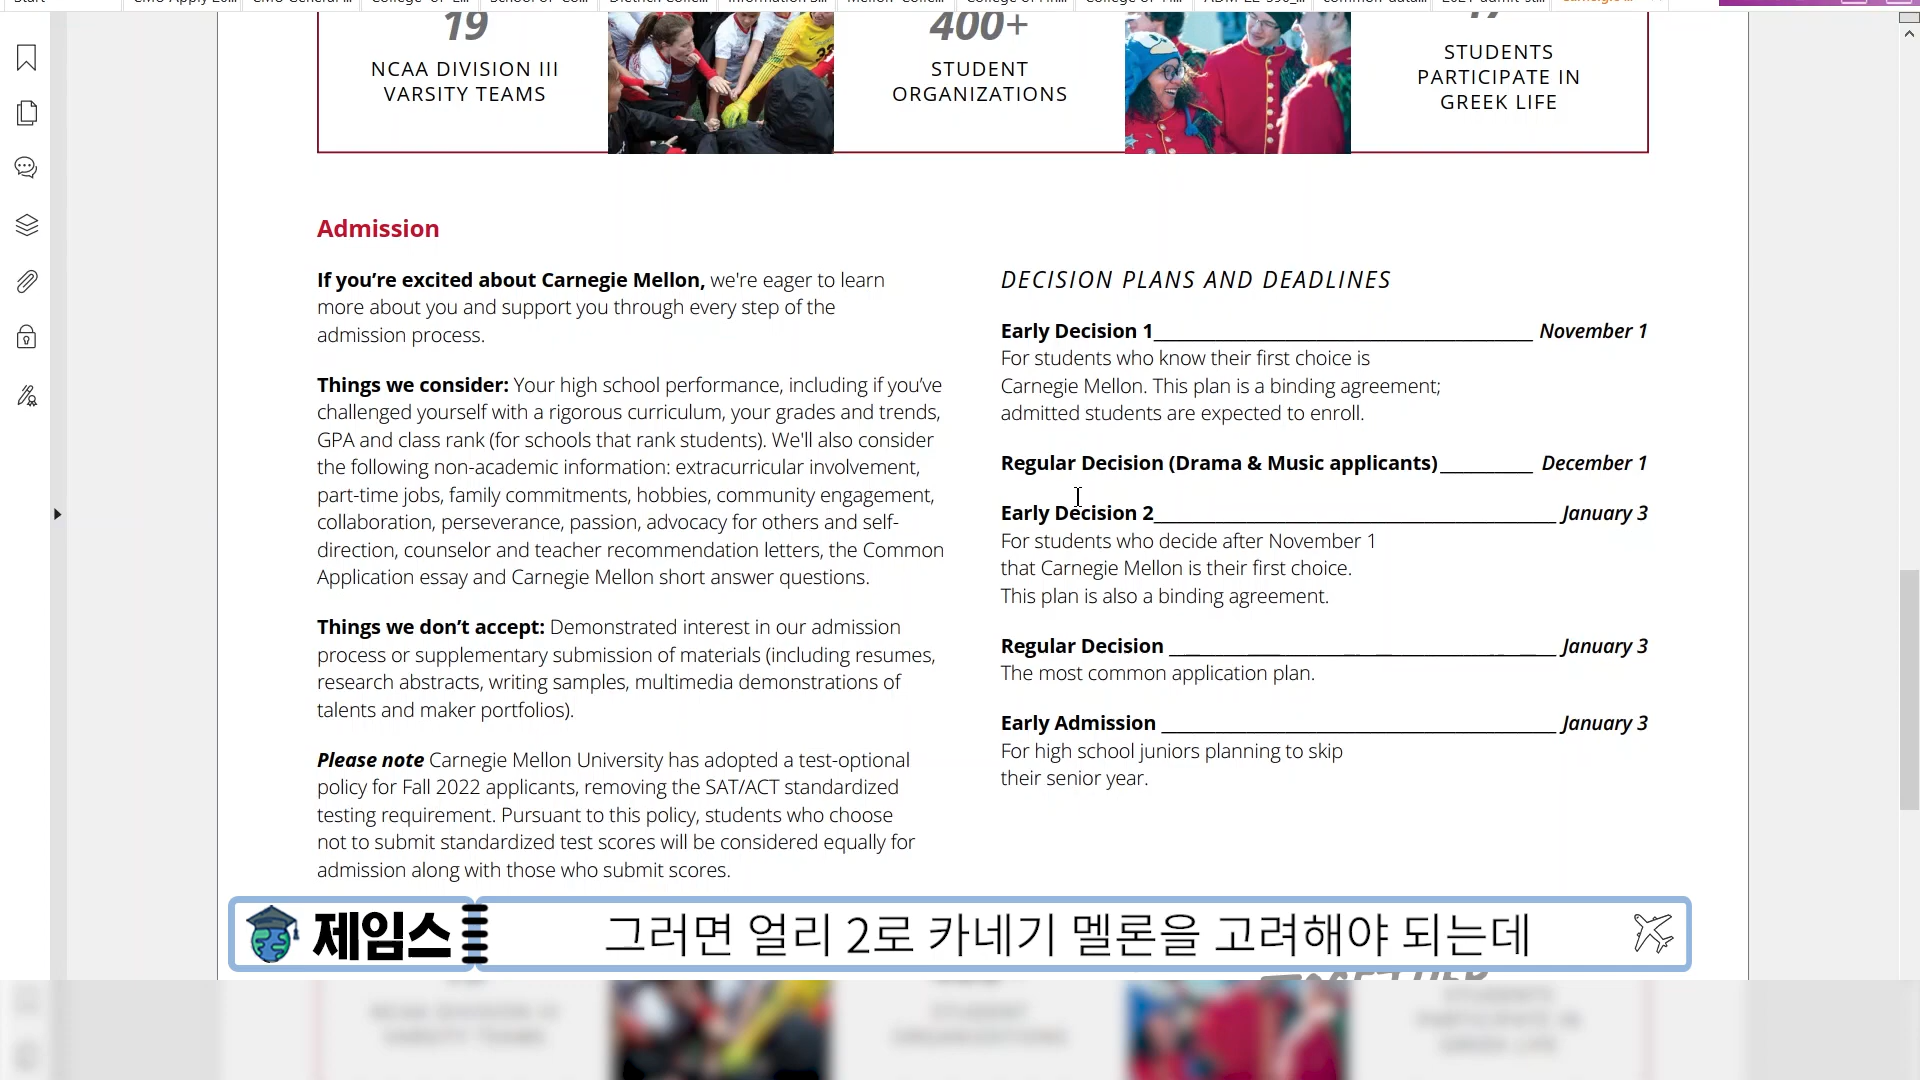 19
NCAA DIVISION III
VARSITY TEAMS
400+
STUDENT
ORGANIZATIONS
STUDENTS
PARTICIPATE IN
GREEK LIFE
Admission
If you’re excited about Carnegie Mellon, we're eager to learn
more about you and support you through every step of the
admission process.
Things we consider: Your high school performance, including if you’ve
challenged yourself with a rigorous curriculum, your grades and trends,
GPA and class rank (for schools that rank students). We'll also consider
the following non-academic information: extracurricular involvement,
part-time jobs, family commitments, hobbies, community engagement,
collaboration, perseverance, passion, advocacy for others and self-
direction, counselor and teacher recommendation letters, the Common
Application essay and Carnegie Mellon short answer questions.
Things we don’t accept: Demonstrated interest in our admission
process or supplementary submission of materials (including resumes,
research abstracts, writing samples, multimedia demonstrations of
talents and maker portfolios).
Please note Carnegie Mellon University has adopted a test-optional
policy for Fall 2022 applicants, removing the SAT/ACT standardized
testing requirement. Pursuant to this policy, students who choose
not to submit standardized test scores will be considered equally for
admission along with those who submit scores.
DECISION PLANS AND DEADLINES
Early Decision 1 November 1
For students who know their first choice is
Carnegie Mellon. This plan is a binding agreement;
admitted students are expected to enroll.
Regular Decision (Drama & Music applicants) December 1
Early Decision 2 January 3
For students who decide after November 1
that Carnegie Mellon is their first choice.
This plan is also a binding agreement.
Regular Decision January 3
The most common application plan.
Early Admission January 3
For high school juniors planning to skip
their senior year.
제임스 그러면 얼리 2로 카네기 멜론을 고려해야 되는데